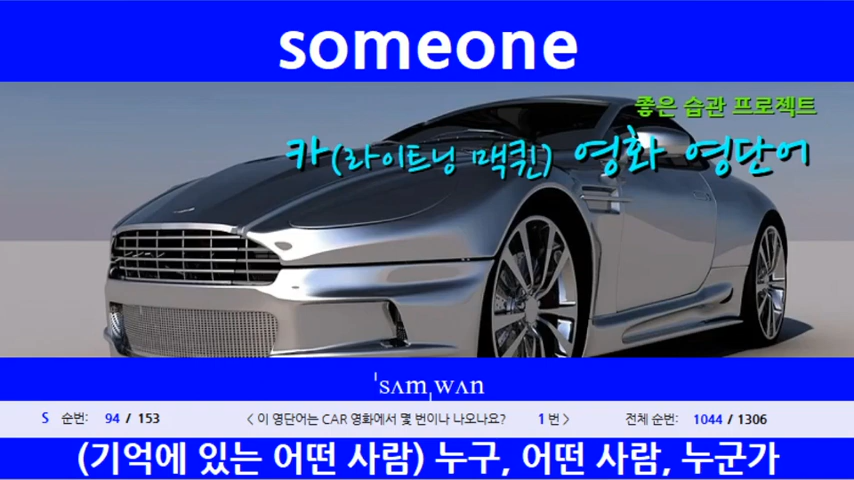 someone
좋은 습관 프로젝트
카(라이트닝 맥퀸) 영화 영단어
ˈsʌmˌwʌn
S 순번: 94 / 153 < 이 영단어는 CAR 영화에서 몇 번이나 나오나요? 1 번 > 전체 순번: 1044 / 1306
(기억에 있는 어떤 사람) 누구, 어떤 사람, 누군가